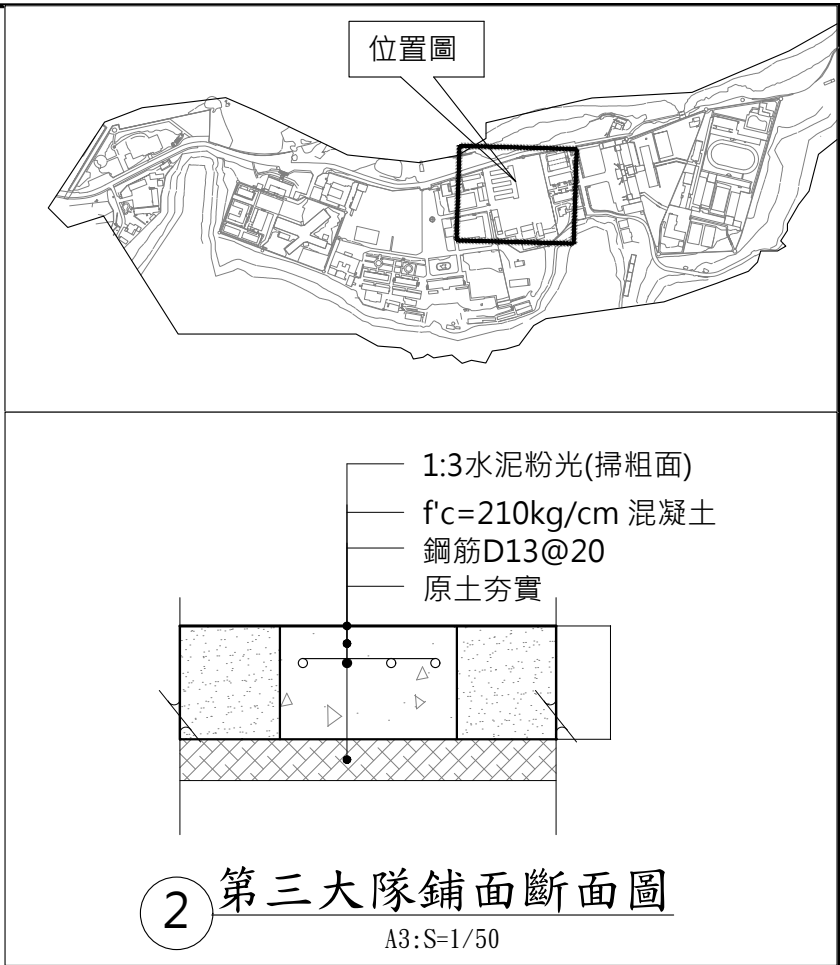 位置圖
1:3水泥粉光(掃粗面)
f'c=210kg/cm 混凝土
鋼筋D13@20
原土夯實
2 第三大隊鋪面斷面圖
A3:S=1/50